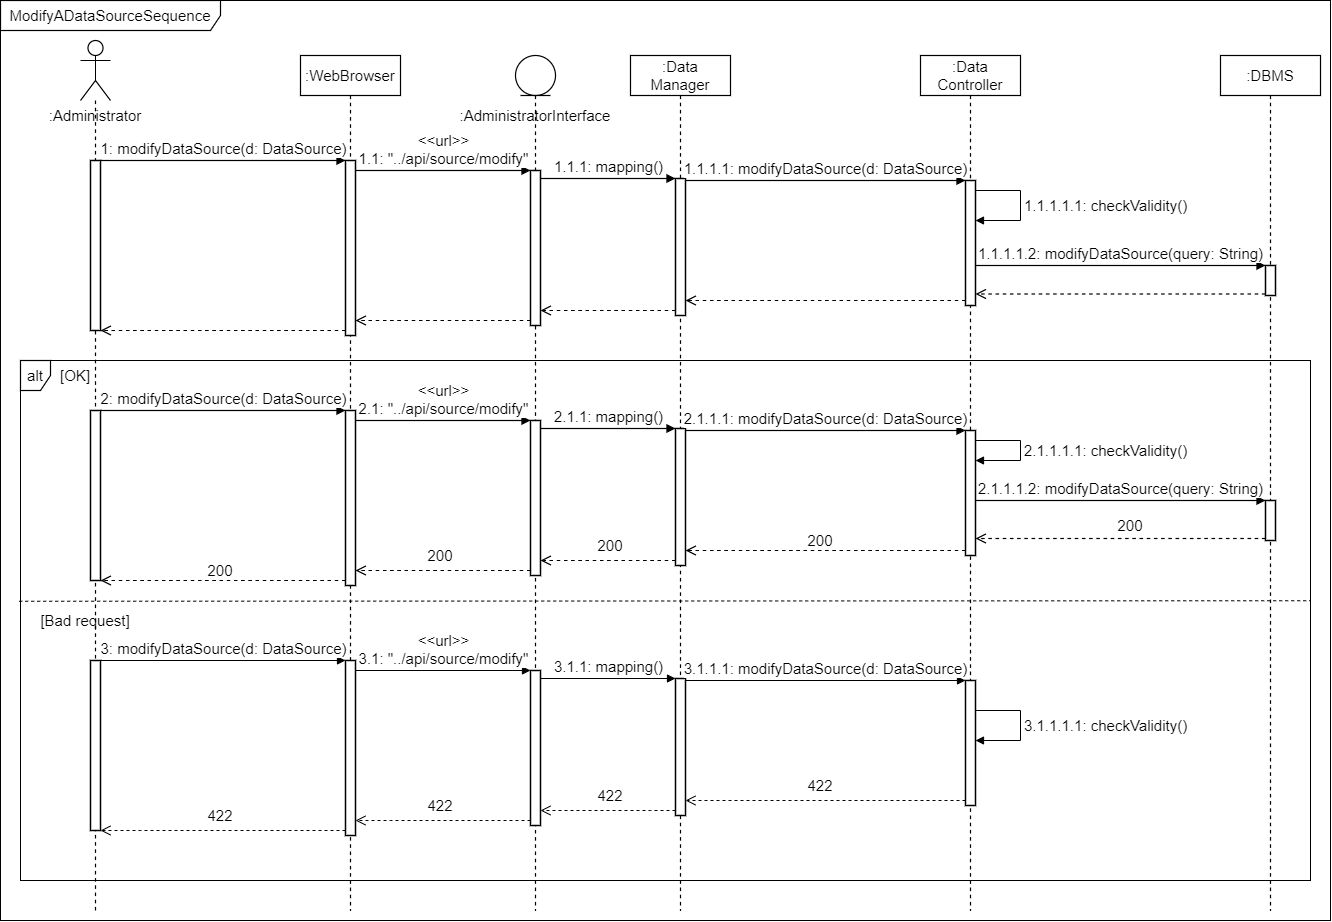 ModifyADataSourceSequence
:Administrator
:WebBrowser
:AdministratorInterface
:Data
Manager
:Data
Controller
:DBMS
1: modifyDataSource(d: DataSource)
<<url>>
1.1: "../api/source/modify"
1.1.1: mapping()
1.1.1.1: modifyDataSource(d: DataSource)
1.1.1.1.1: checkValidity()
1.1.1.1.2: modifyDataSource(query: String)
alt
[OK]
2: modifyDataSource(d: DataSource)
<<url>>
2.1: "../api/source/modify"
2.1.1: mapping()
2.1.1.1: modifyDataSource(d: DataSource)
2.1.1.1.1: checkValidity()
2.1.1.1.2: modifyDataSource(query: String)
200
200
200
200
200
[Bad request]
3: modifyDataSource(d: DataSource)
<<url>>
3.1: "../api/source/modify"
3.1.1: mapping()
3.1.1.1: modifyDataSource(d: DataSource)
3.1.1.1.1: checkValidity()
422
422
422
422